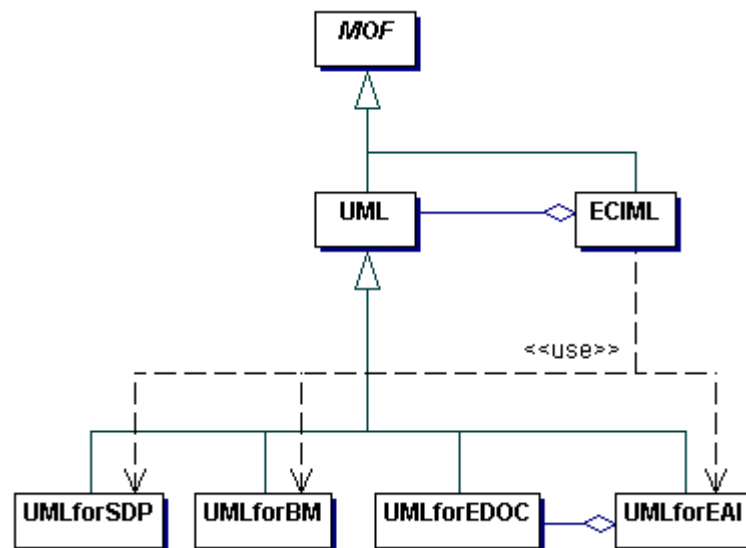 MOF
UML
ECIML
<<use>>
UMLforSDP
UMLforBM
UMLforEDOC
UMLforEAI